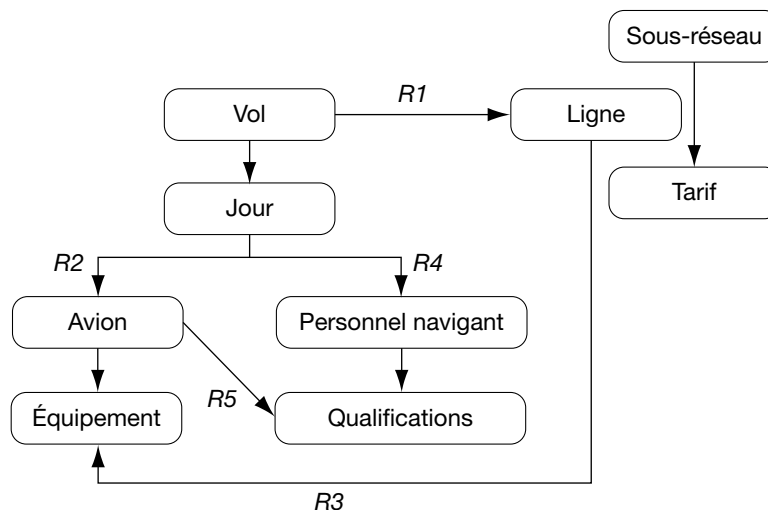 Sous-réseau
R1
Vol
Ligne
Tarif
Jour
R2
R4
Avion
Personnel navigant
R5
Équipement
Qualifications
R3